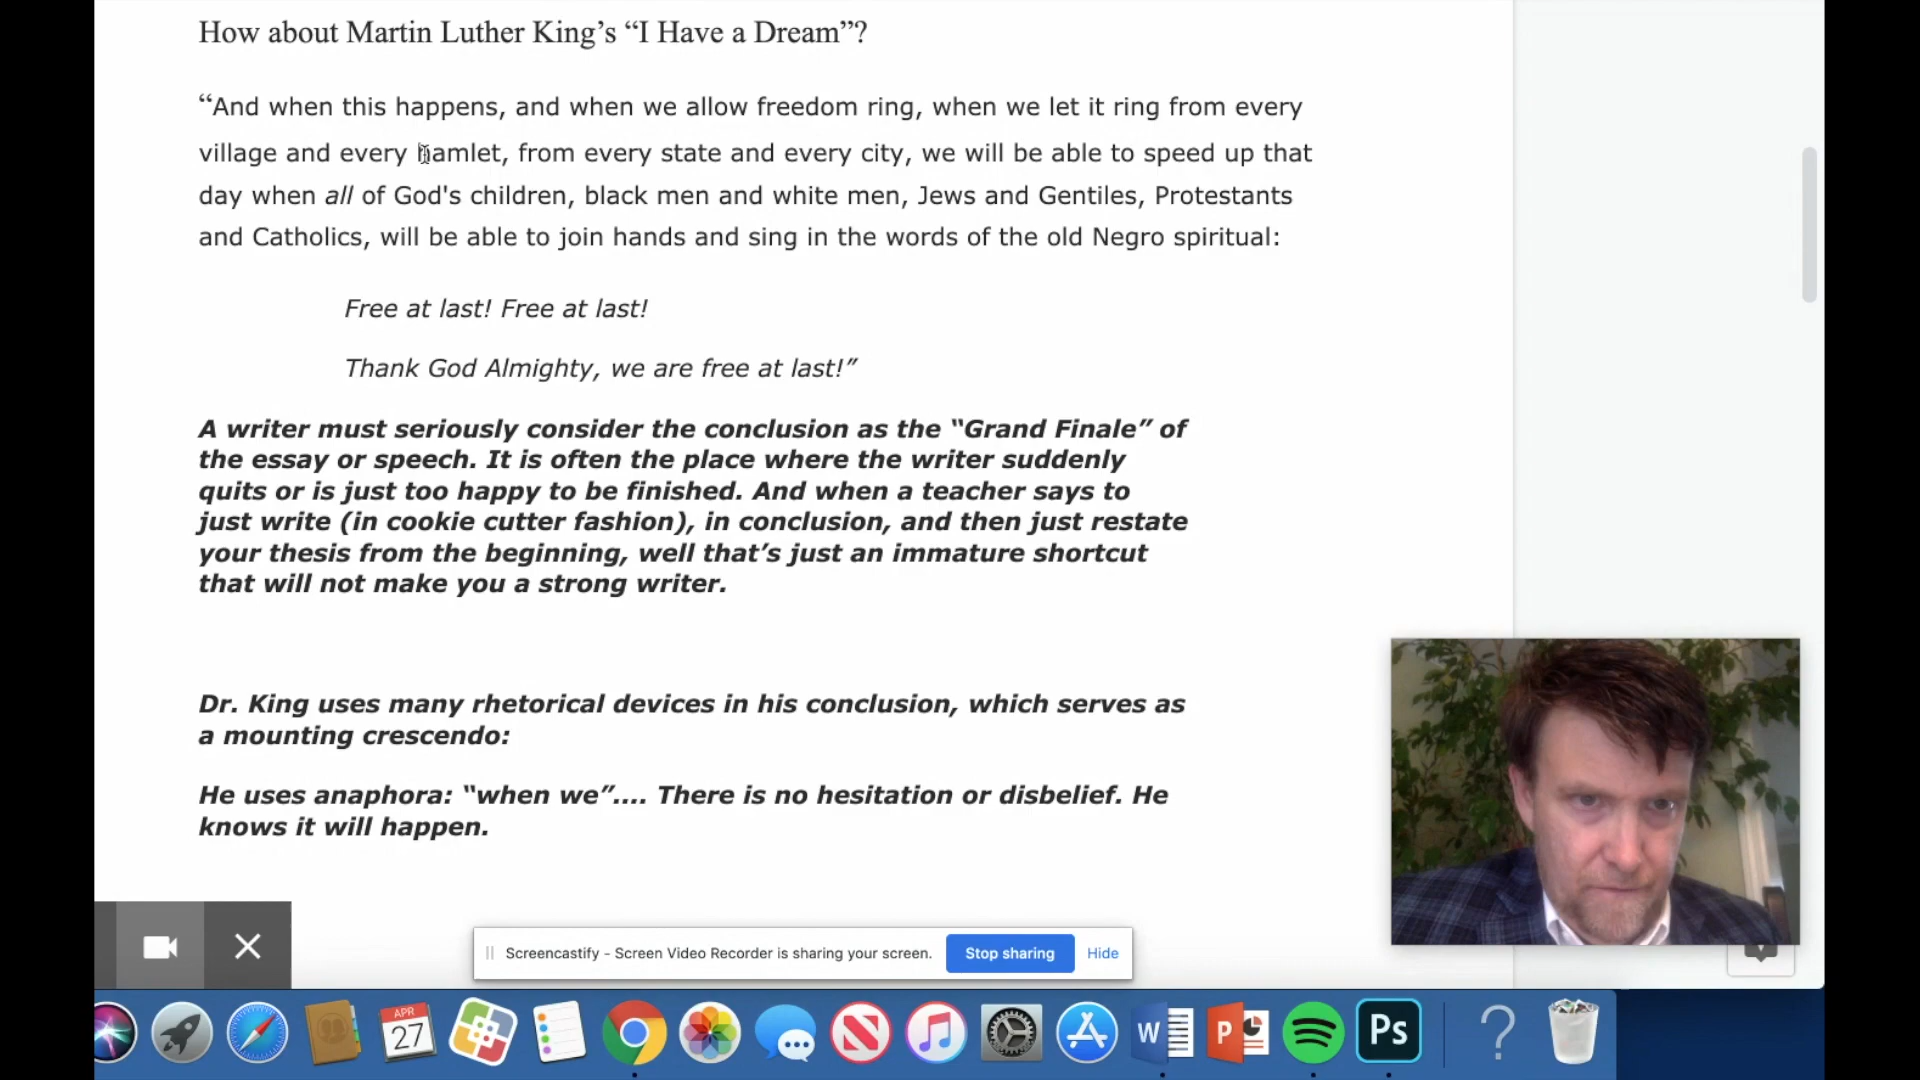 How about Martin Luther King’s “I Have a Dream”?
“And when this happens, and when we allow freedom ring, when we let it ring from every
village and every hamlet, from every state and every city, we will be able to speed up that
day when all of God's children, black men and white men, Jews and Gentiles, Protestants
and Catholics, will be able to join hands and sing in the words of the old Negro spiritual:
Free at last! Free at last!
Thank God Almighty, we are free at last!”
A writer must seriously consider the conclusion as the “Grand Finale” of
the essay or speech. It is often the place where the writer suddenly
quits or is just too happy to be finished. And when a teacher says to
just write (in cookie cutter fashion), in conclusion, and then just restate
your thesis from the beginning, well that’s just an immature shortcut
that will not make you a strong writer.
Dr. King uses many rhetorical devices in his conclusion, which serves as
a mounting crescendo:
He uses anaphora: “when we”.... There is no hesitation or disbelief. He
knows it will happen.
Screencastify - Screen Video Recorder is sharing your screen. Stop sharing Hide
APR
27
W
P
Ps
?